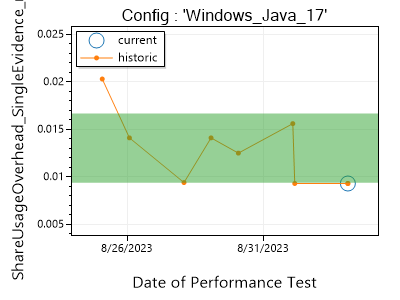 Config : 'Windows_Java_17'
current
historic
0.025
0.02
0.015
0.01
0.005
ShareUsageOverhead_SingleEvidence_
8/26/2023
8/31/2023
Date of Performance Test